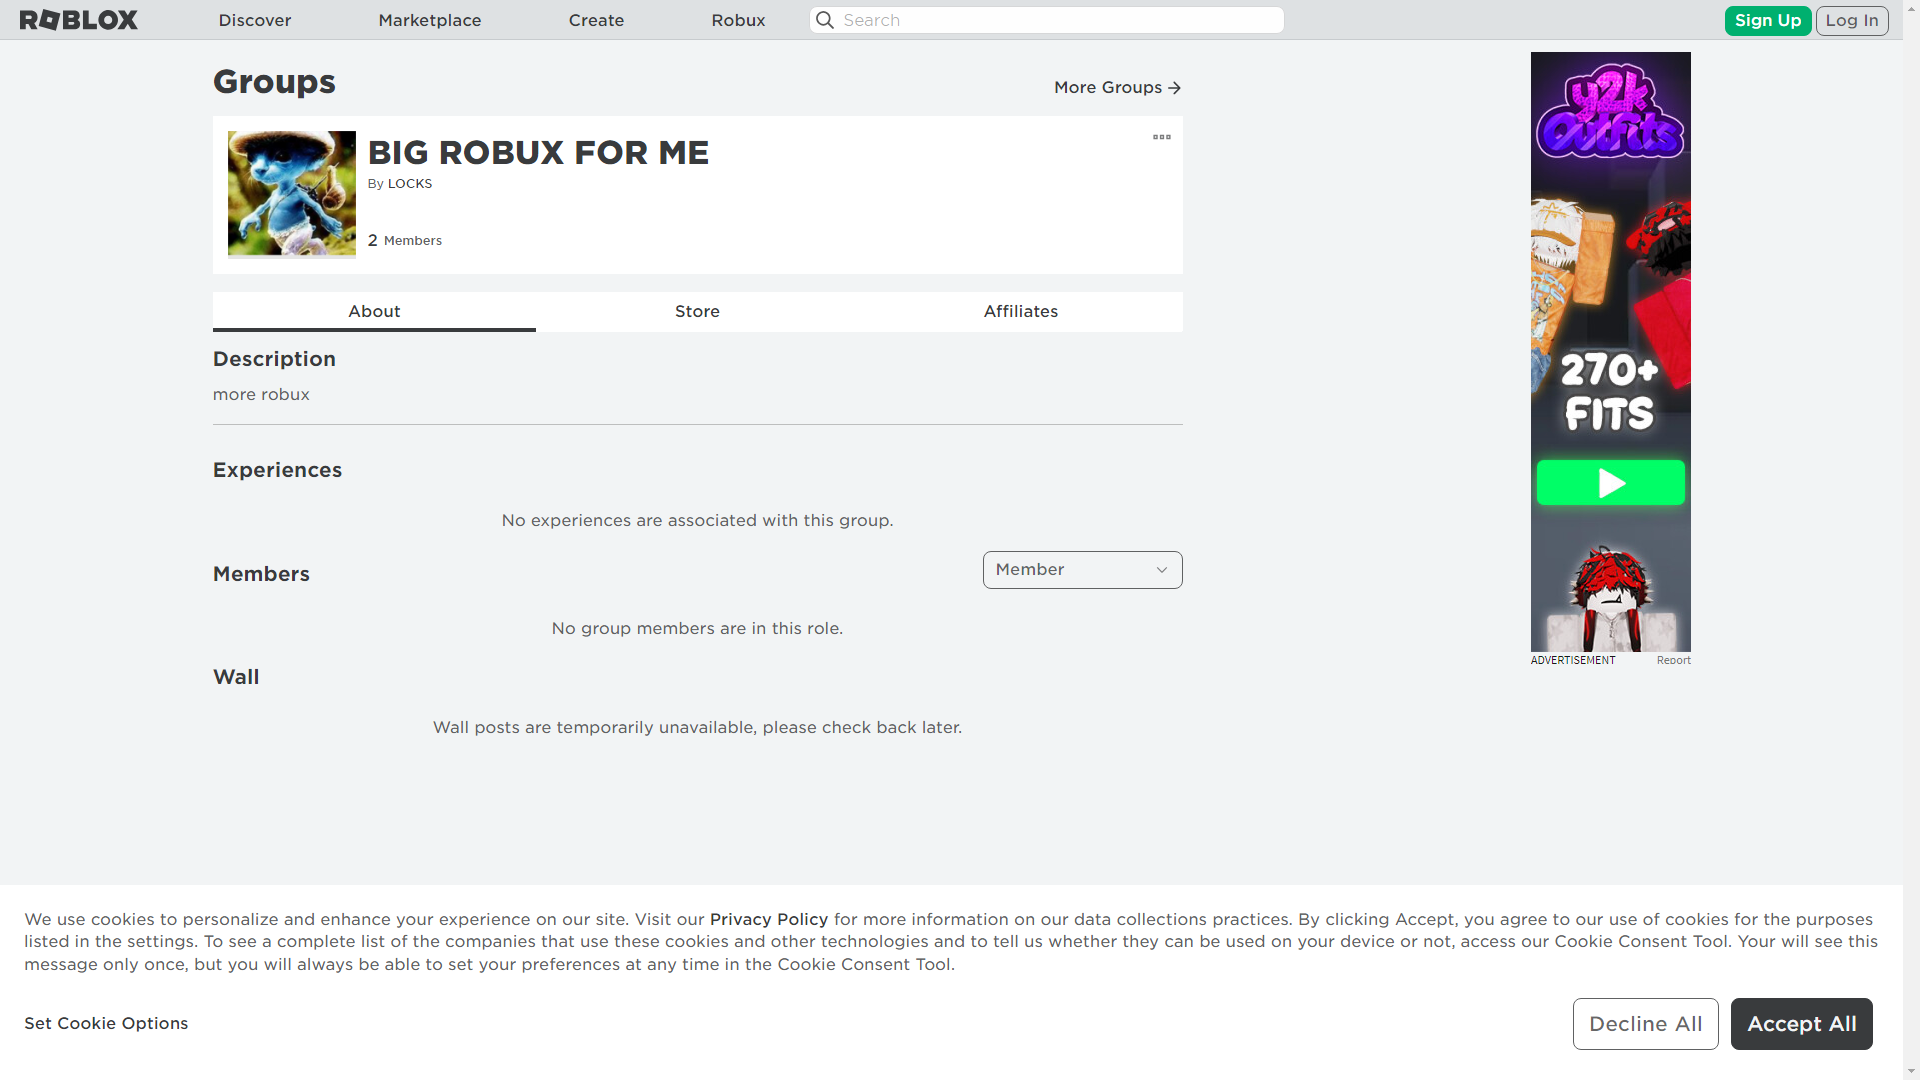 ROBLOX
Discover
Marketplace
Create
Robux
Search
Sign Up
Log In
Groups
More Groups
BIG ROBUX FOR ME
By LOCKS
2 Members
About
Store
Affiliates
Description
more robux
Experiences
No experiences are associated with this group.
Members
Member
No group members are in this role.
Wall
Wall posts are temporarily unavailable, please check back later.
y2k
Outfits
270+
FITS
ADVERTISEMENT
Report
We use cookies to personalize and enhance your experience on our site. Visit our Privacy Policy for more information on our data collections practices. By clicking Accept, you agree to our use of cookies for the purposes
listed in the settings. To see a complete list of the companies that use these cookies and other technologies and to tell us whether they can be used on your device or not, access our Cookie Consent Tool. Your will see this
message only once, but you will always be able to set your preferences at any time in the Cookie Consent Tool.
Set Cookie Options
Decline All
Accept All